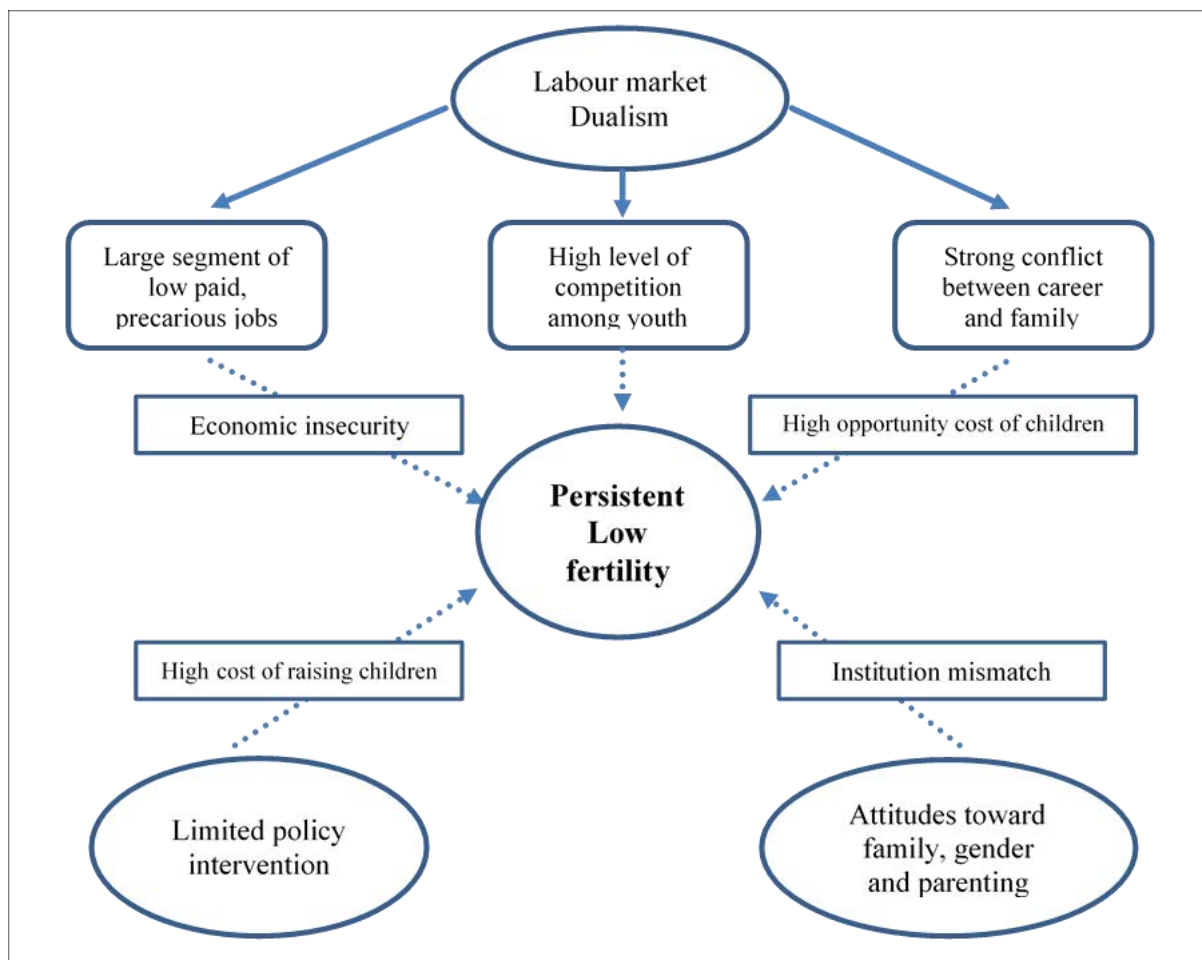 Labour market
Dualism
Large segment of
low paid,
precarious jobs
High level of
competition
among youth
Strong conflict
between career
and family
Economic insecurity
High opportunity cost of children
Persistent
Low
fertility
High cost of raising children
Institution mismatch
Limited policy
intervention
Attitudes toward
family, gender
and parenting